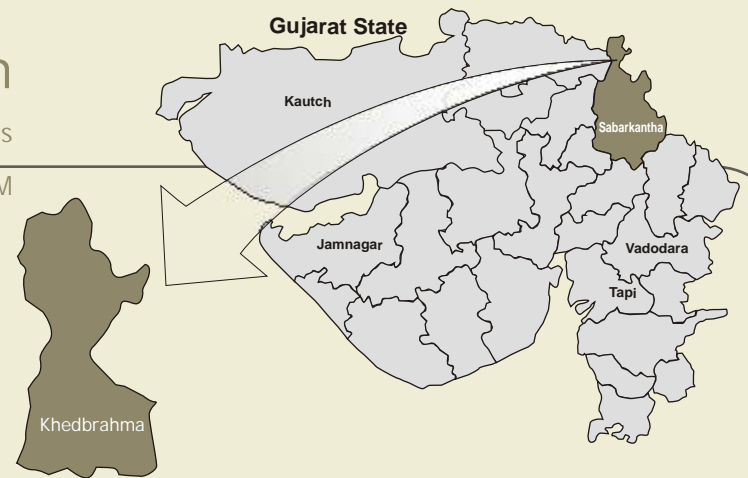 Gujarat State
Kautch
Sabarkantha
Jamnagar
Vadodara
Tapi
Khedbrahma